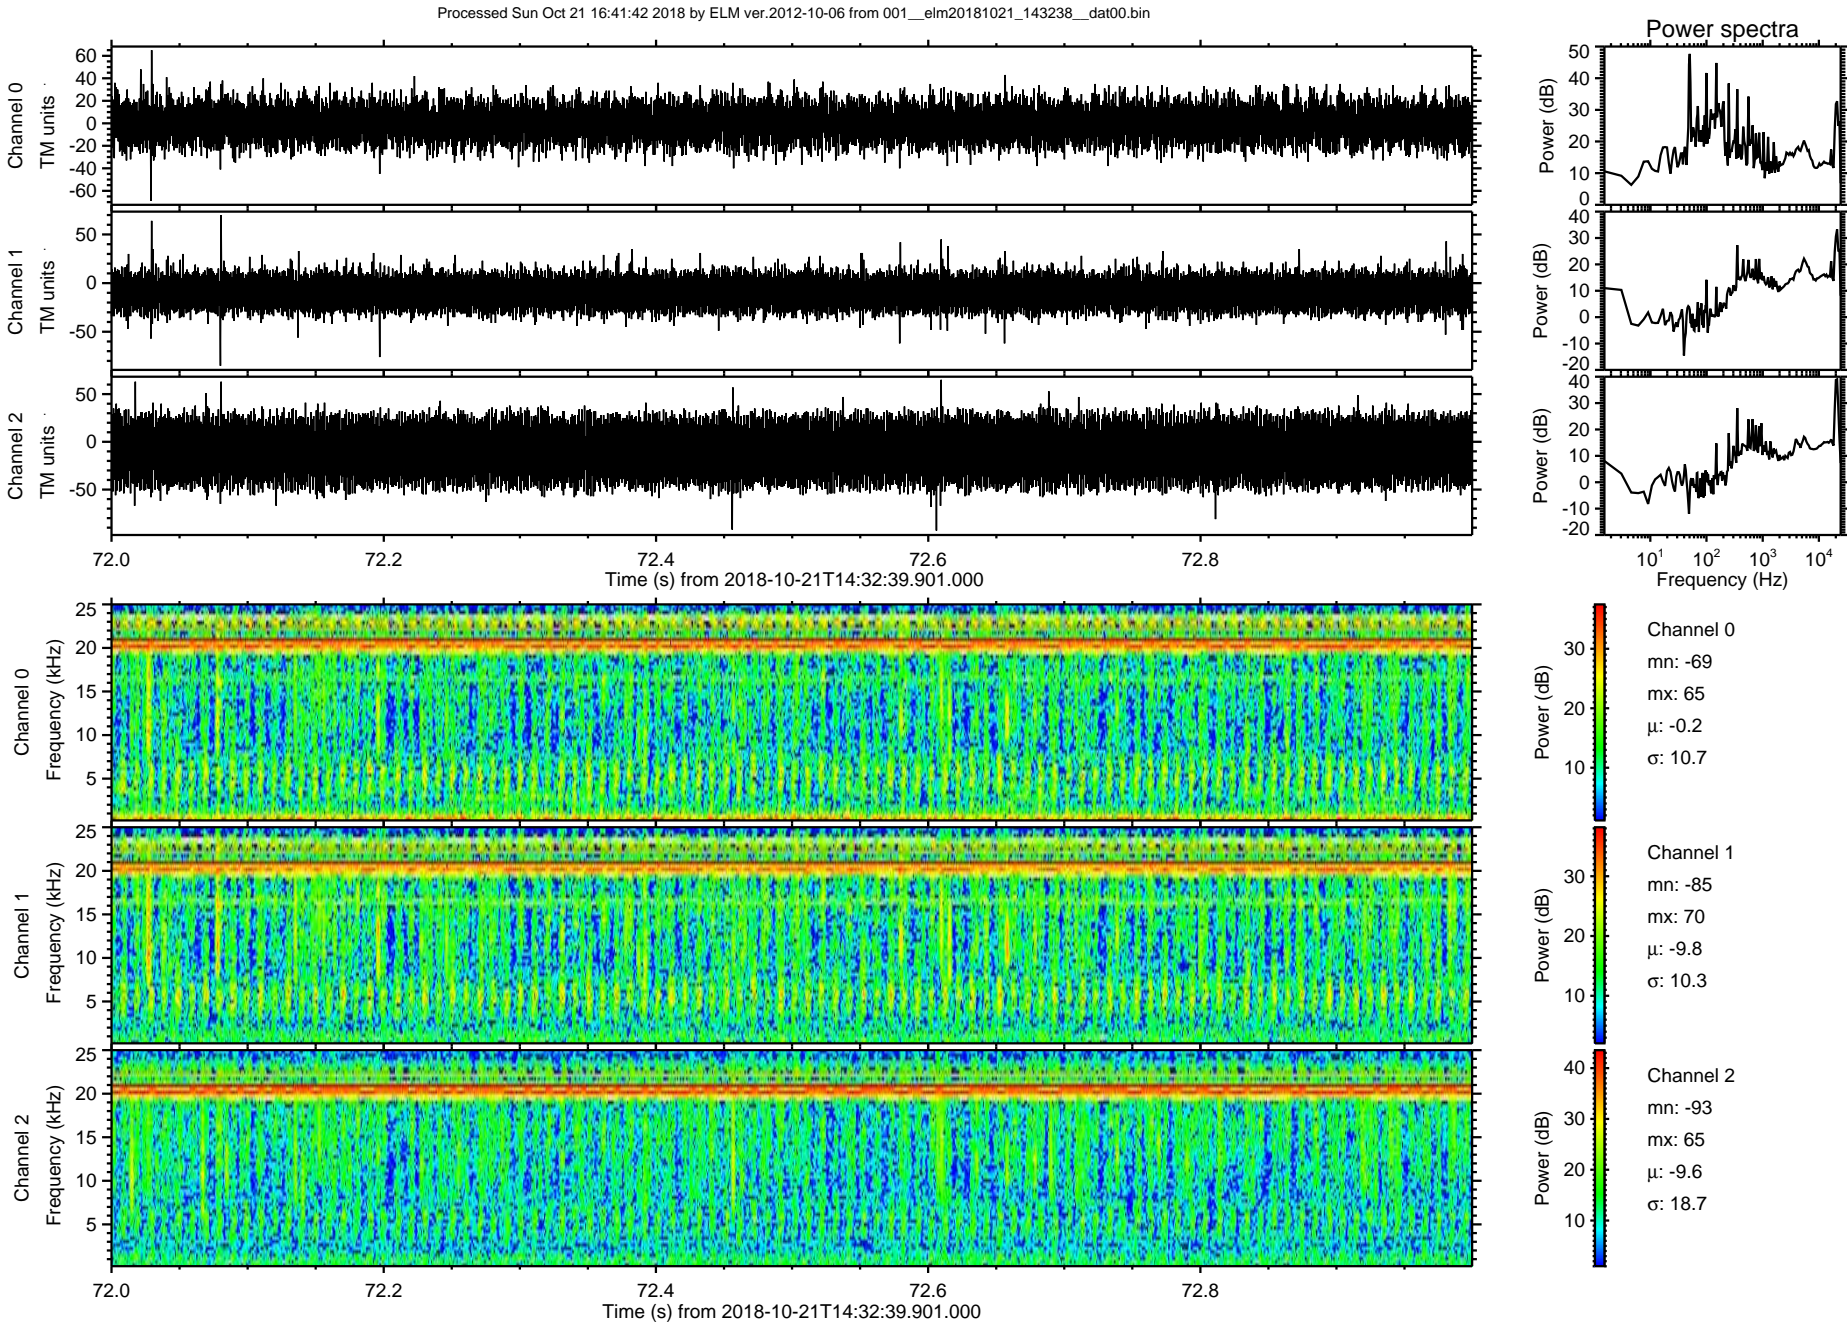 Processed Sun Oct 21 16:41:42 2018 by ELM ver.2012-10-06 from 001__elm20181021_143238__dat00.bin
Power spectra
Channel 0
TM units
60
40
20
0
-20
-40
-60
Power (dB)
50
40
30
20
10
0
Channel 1
TM units
50
0
-50
Power (dB)
40
30
20
10
0
-10
-20
Channel 2
TM units
50
0
-50
Power (dB)
40
30
20
10
0
-10
-20
72.0 72.2 72.4 72.6 72.8
Time (s) from 2018-10-21T14:32:39.901.000
10¹ 10² 10³ 10⁴
Frequency (Hz)
Channel 0
Frequency (kHz)
25
20
15
10
5
Power (dB)
30
20
10
Channel 0
mn: -69
mx: 65
μ: -0.2
σ: 10.7
Channel 1
Frequency (kHz)
25
20
15
10
5
Power (dB)
30
20
10
Channel 1
mn: -85
mx: 70
μ: -9.8
σ: 10.3
Channel 2
Frequency (kHz)
25
20
15
10
5
Power (dB)
40
30
20
10
Channel 2
mn: -93
mx: 65
μ: -9.6
σ: 18.7
72.0 72.2 72.4 72.6 72.8
Time (s) from 2018-10-21T14:32:39.901.000